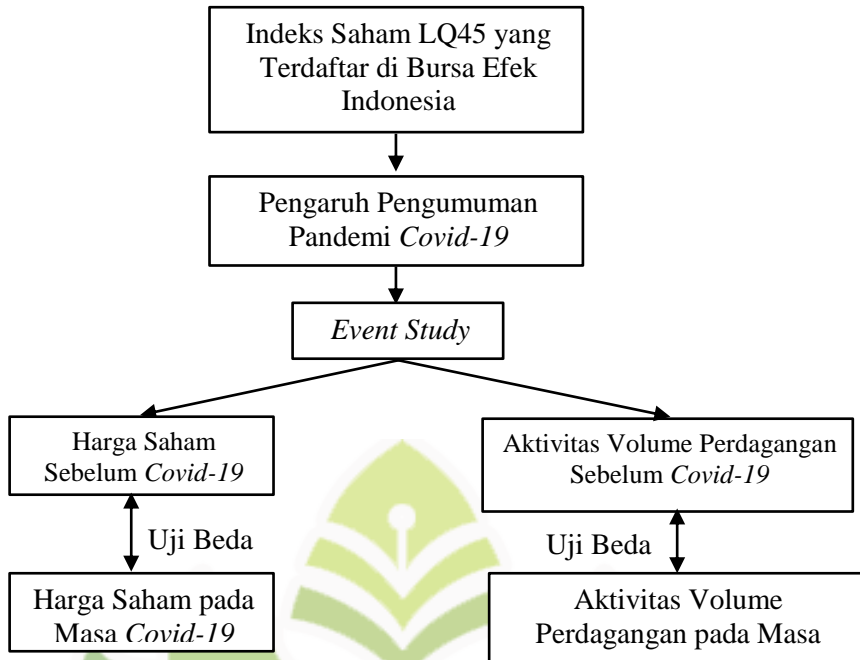 Indeks Saham LQ45 yang
Terdaftar di Bursa Efek
Indonesia
Pengaruh Pengumuman
Pandemi Covid-19
Event Study
Harga Saham
Sebelum Covid-19
Aktivitas Volume Perdagangan
Sebelum Covid-19
Uji Beda
Uji Beda
Harga Saham pada
Masa Covid-19
Aktivitas Volume
Perdagangan pada Masa